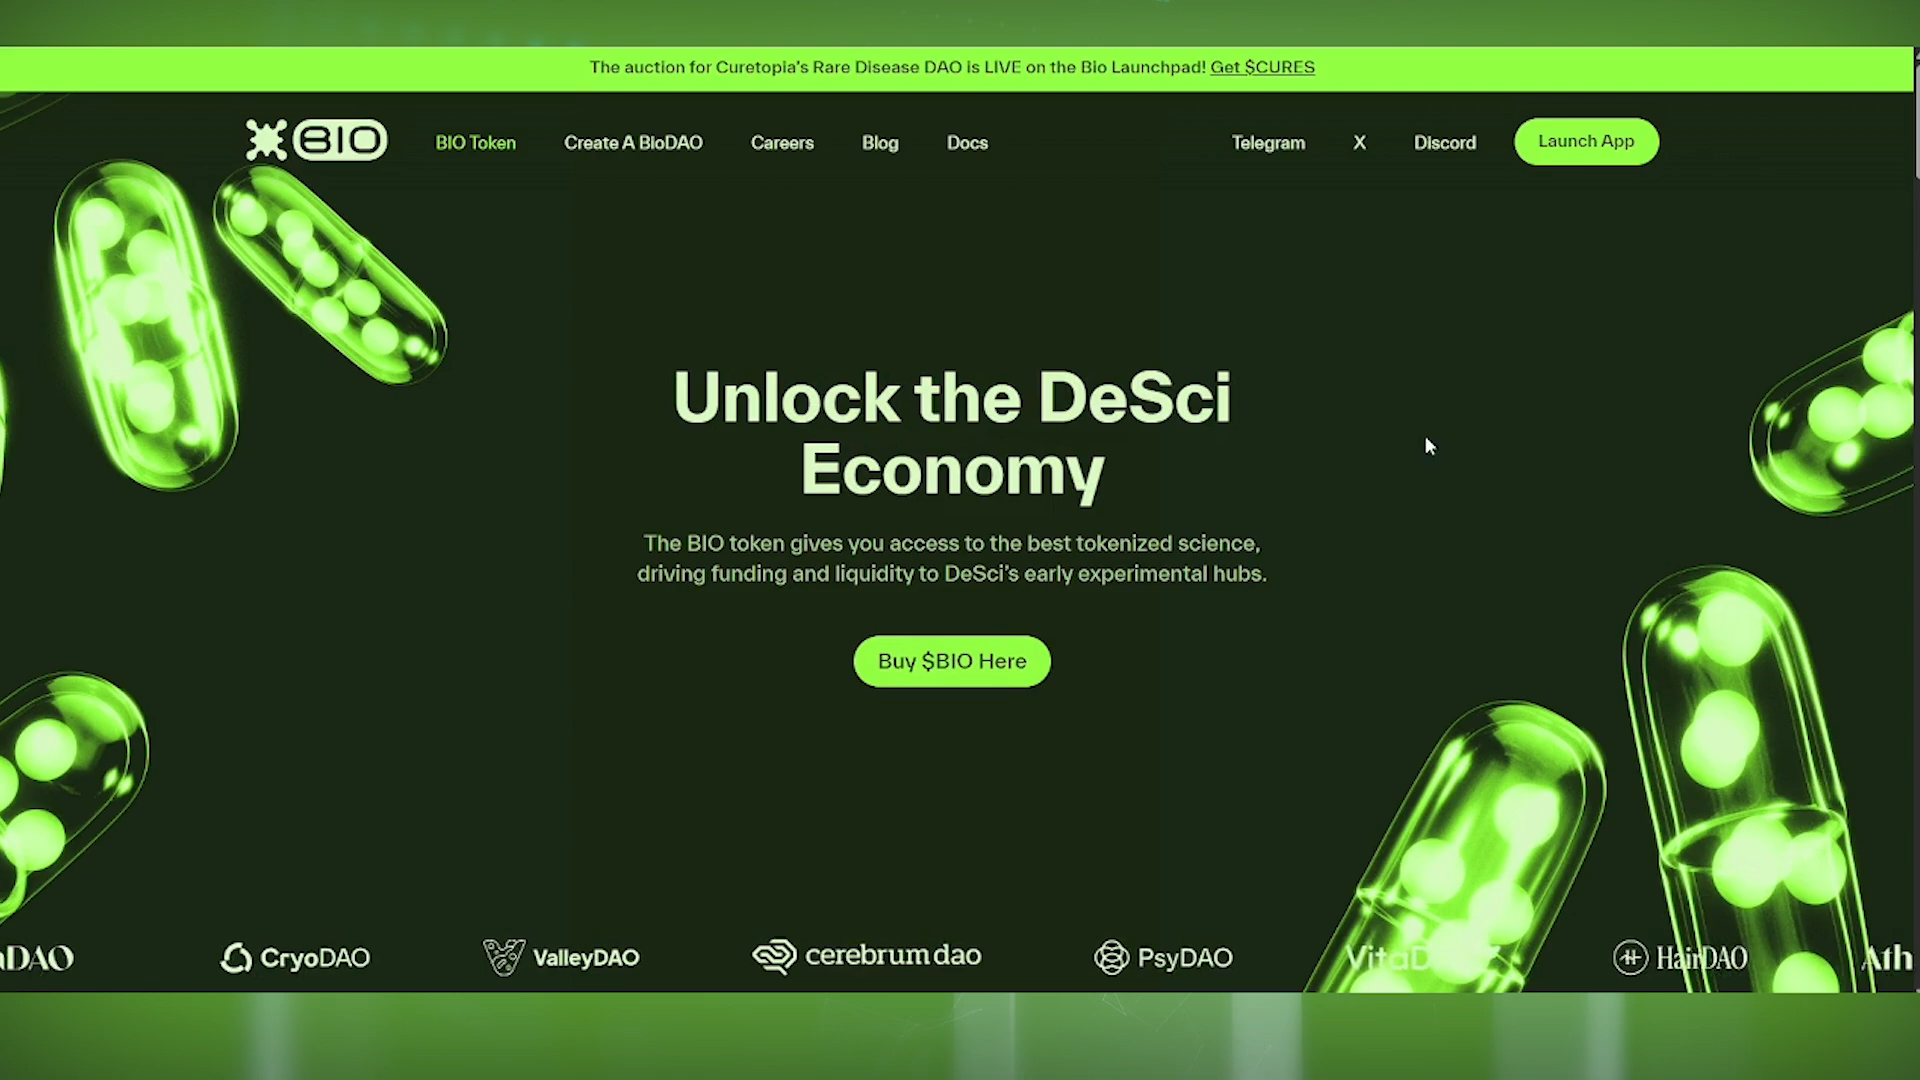 The auction for Curetopia's Rare Disease DAO is LIVE on the Bio Launchpad! Get $CURES
BIO BIO Token Create A BioDAO Careers Blog Docs Telegram X Discord Launch App
Unlock the DeSci
Economy
The BIO token gives you access to the best tokenized science,
driving funding and liquidity to DeSci's early experimental hubs.
Buy $BIO Here
DAO CryoDAO ValleyDAO cerebrum dao PsyDAO VitaD HairDAO Ath